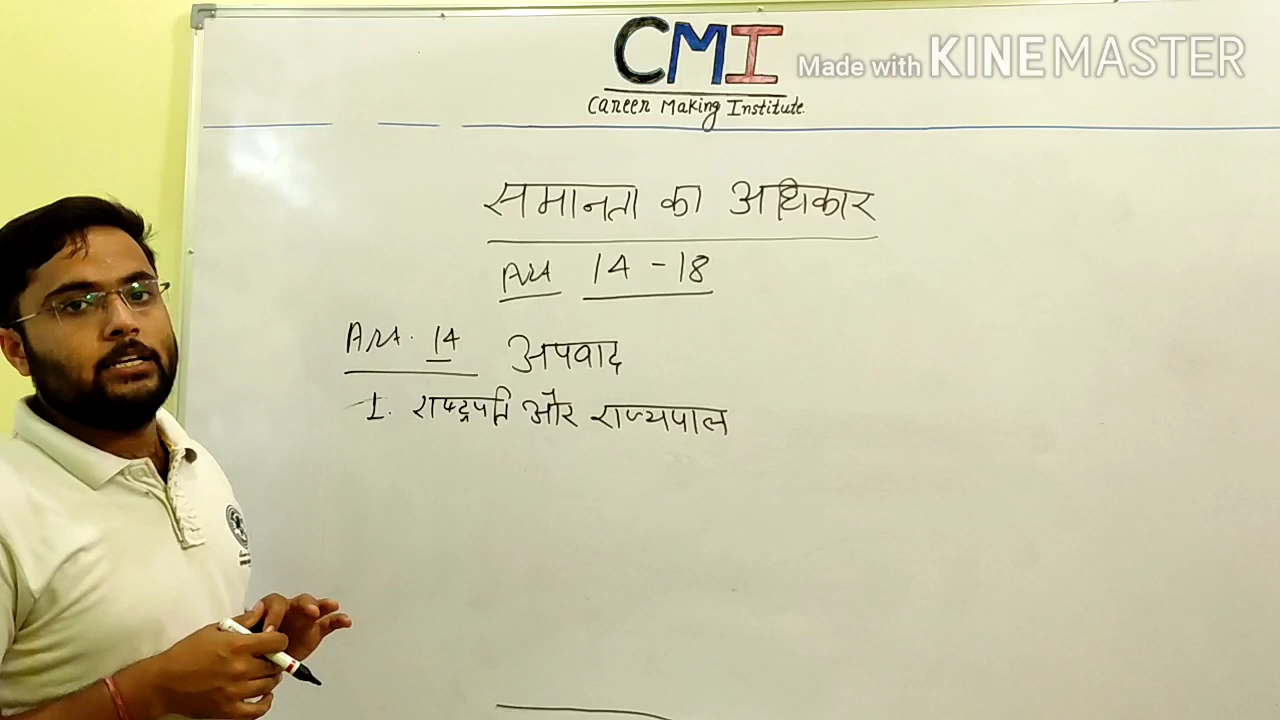 CMI
Made with KINEMASTER
Career Making Institute.
समानता का अधिकार
Art 14 - 18
Art. 14 अपवाद
1. राष्ट्रपति और राज्यपाल